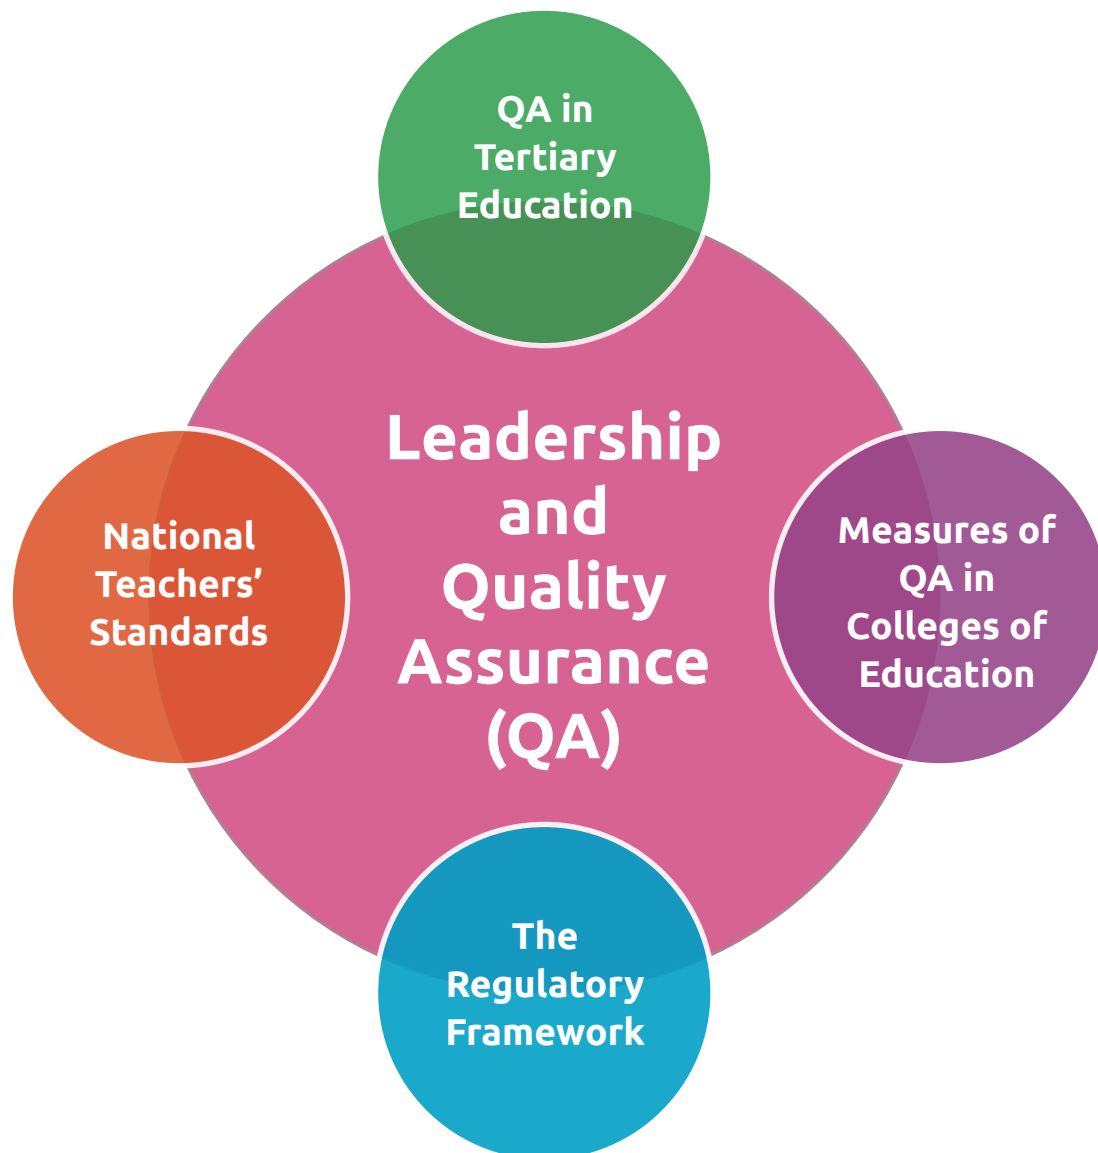 QA in
Tertiary
Education
Leadership
and
Quality
Assurance
(QA)
National
Teachers’
Standards
Measures of
QA in
Colleges of
Education
The
Regulatory
Framework